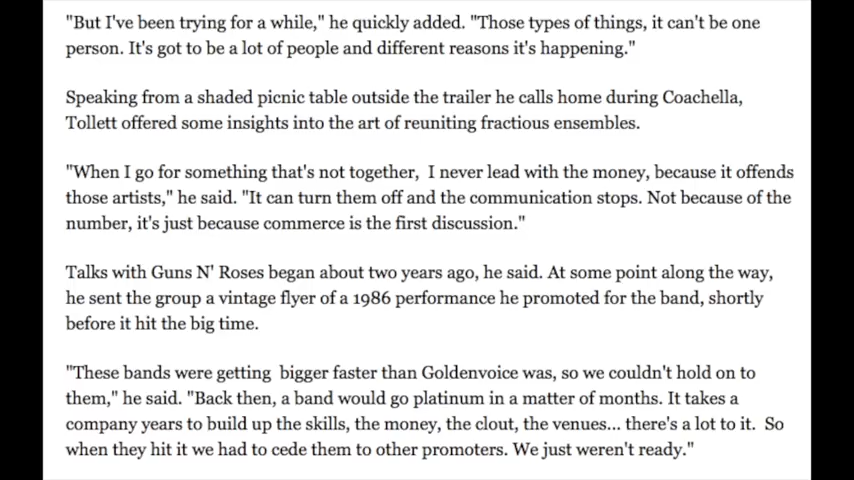 "But I've been trying for a while," he quickly added. "Those types of things, it can't be one
person. It's got to be a lot of people and different reasons it's happening."
Speaking from a shaded picnic table outside the trailer he calls home during Coachella,
Tollett offered some insights into the art of reuniting fractious ensembles.
"When I go for something that's not together,  I never lead with the money, because it offends
those artists," he said. "It can turn them off and the communication stops. Not because of the
number, it's just because commerce is the first discussion."
Talks with Guns N' Roses began about two years ago, he said. At some point along the way,
he sent the group a vintage flyer of a 1986 performance he promoted for the band, shortly
before it hit the big time.
"These bands were getting  bigger faster than Goldenvoice was, so we couldn't hold on to
them," he said. "Back then, a band would go platinum in a matter of months. It takes a
company years to build up the skills, the money, the clout, the venues... there's a lot to it.  So
when they hit it we had to cede them to other promoters. We just weren't ready."